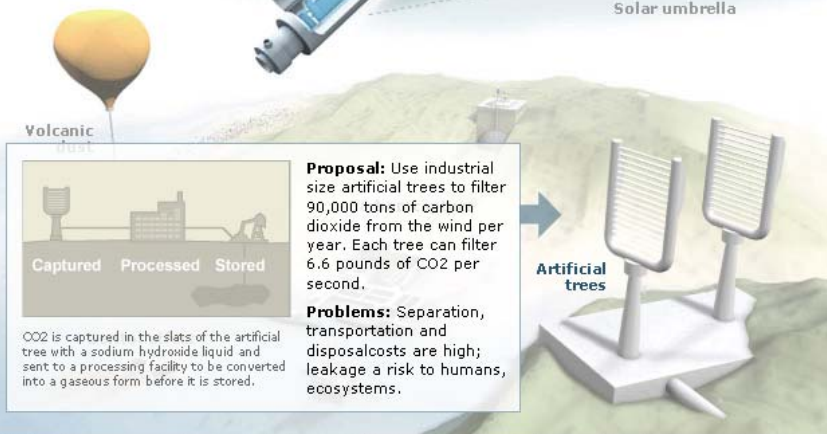 Solar umbrella
Volcanic
dust
Proposal: Use industrial
size artificial trees to filter
90,000 tons of carbon
dioxide from the wind per
year. Each tree can filter
6.6 pounds of CO2 per
second.
Problems: Separation,
transportation and
disposalcosts are high;
leakage a risk to humans,
ecosystems.
Captured Processed Stored
CO2 is captured in the slats of the artificial
tree with a sodium hydroxide liquid and
sent to a processing facility to be converted
into a gaseous form before it is stored.
Artificial
trees